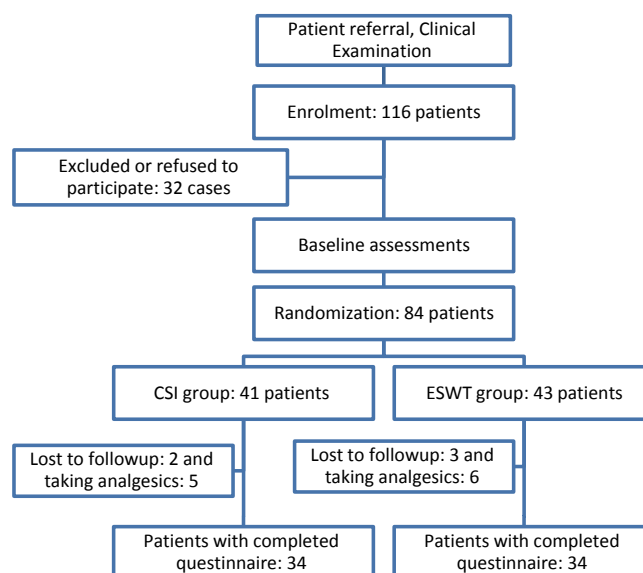 Patient referral, Clinical
Examination
Enrolment: 116 patients
Excluded or refused to
participate: 32 cases
Baseline assessments
Randomization: 84 patients
CSI group: 41 patients
ESWT group: 43 patients
Lost to followup: 2 and
taking analgesics: 5
Lost to followup: 3 and
taking analgesics: 6
Patients with completed
questinnaire: 34
Patients with completed
questionnaire: 34